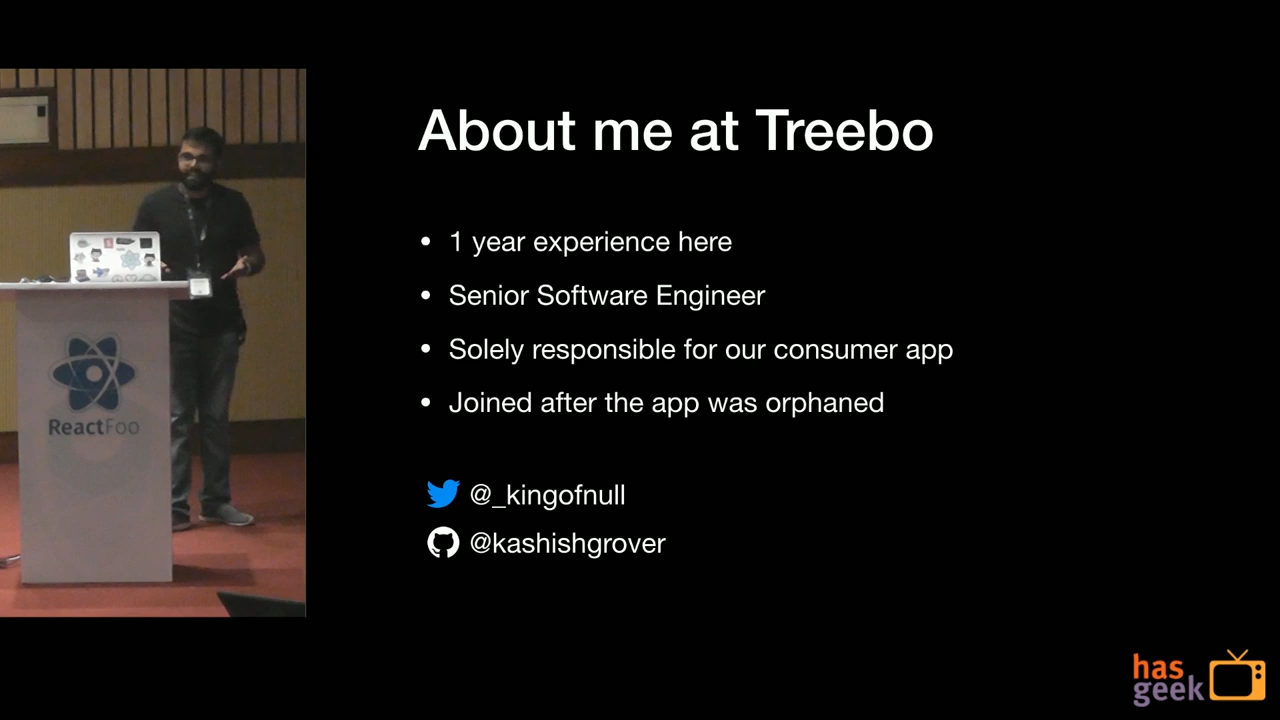 About me at Treebo
• 1 year experience here
• Senior Software Engineer
• Solely responsible for our consumer app
• Joined after the app was orphaned
@_kingofnull
@kashishgrover
ReactFoo
has
geek